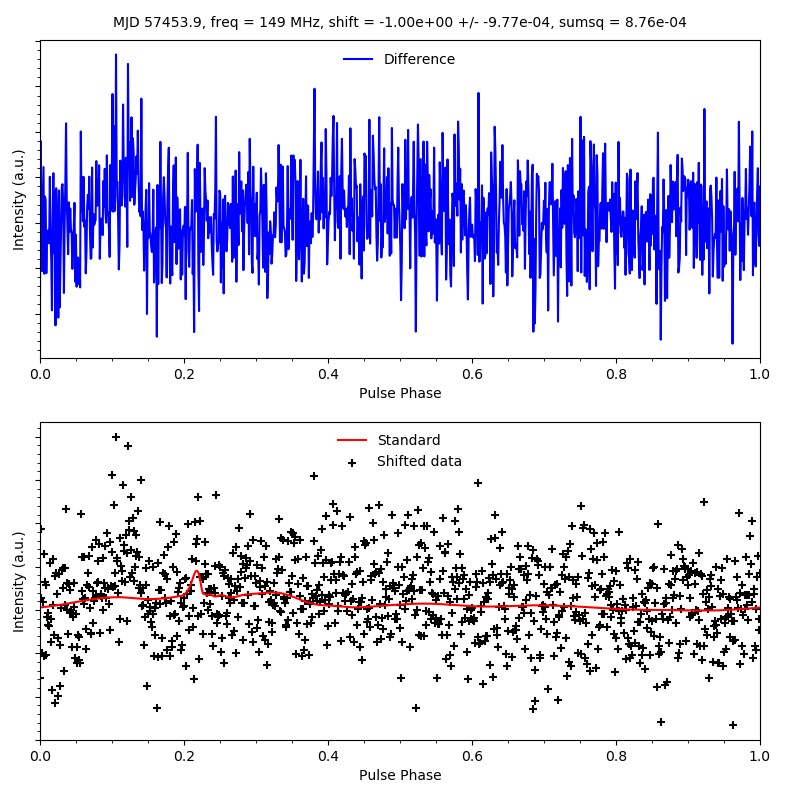 MJD 57453.9, freq = 149 MHz, shift = -1.00e+00 +/- -9.77e-04, sumsq = 8.76e-04
Difference
Intensity (a.u.)
0.0 0.2 0.4 0.6 0.8 1.0
Pulse Phase
Standard
Shifted data
Intensity (a.u.)
0.0 0.2 0.4 0.6 0.8 1.0
Pulse Phase